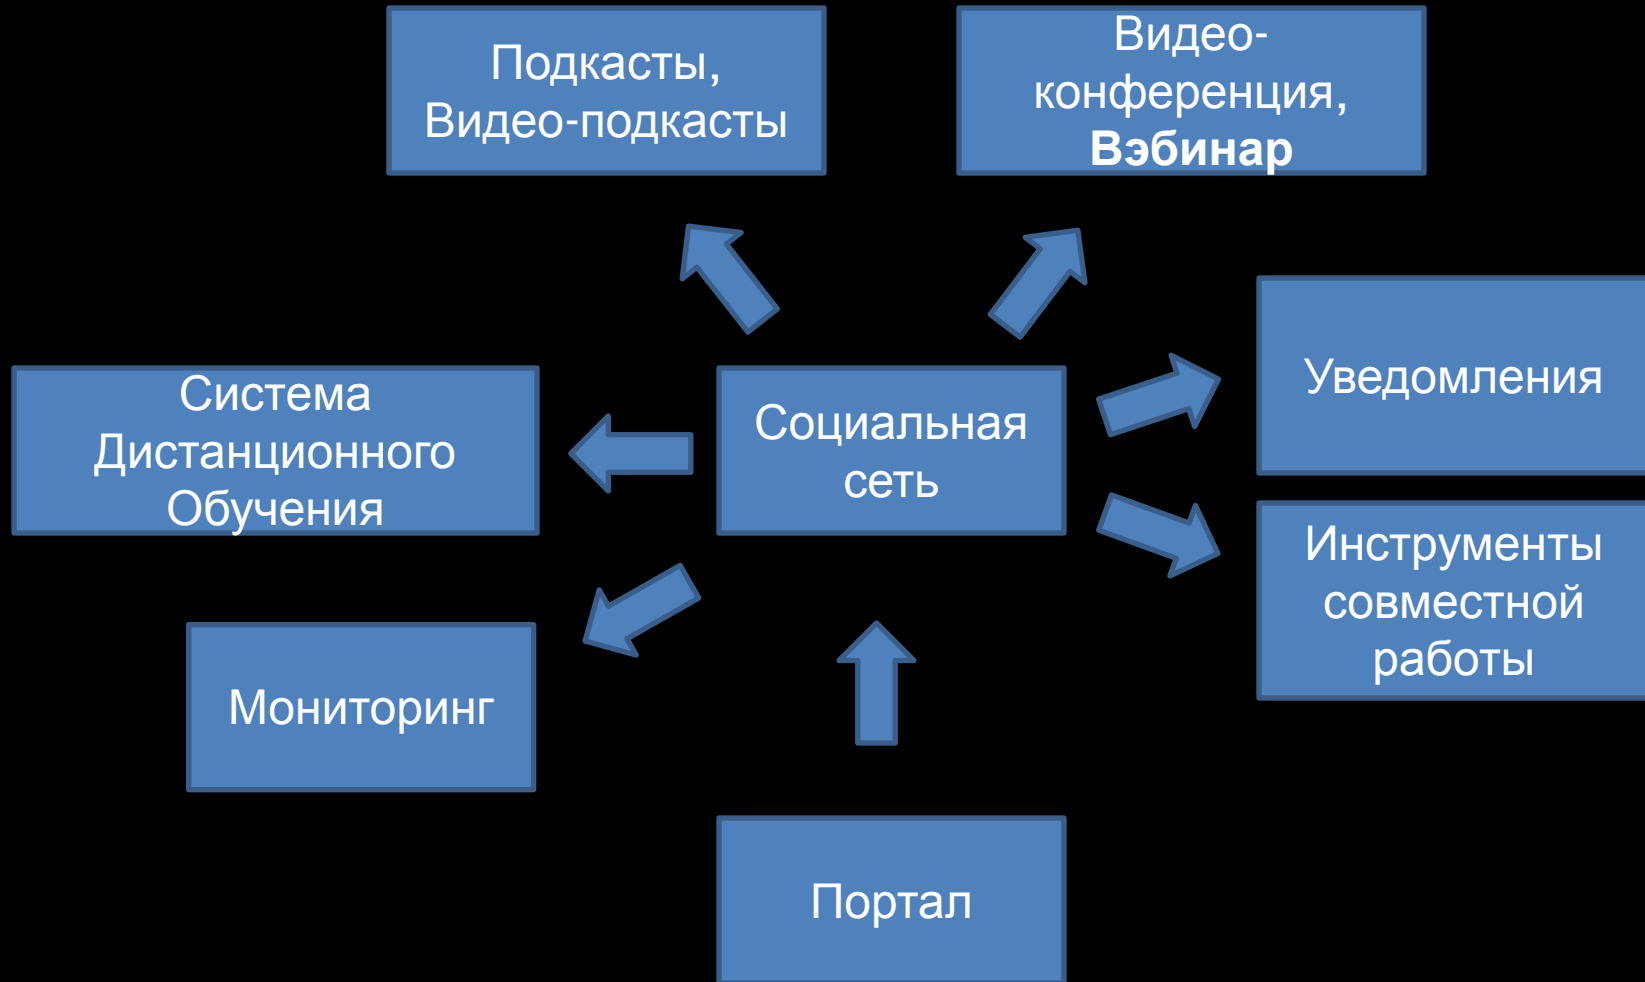 Подкасты,
Видео-подкасты
Видео-
конференция,
Вэбинар
Система
Дистанционного
Обучения
Социальная
сеть
Уведомления
Инструменты
совместной
работы
Мониторинг
Портал